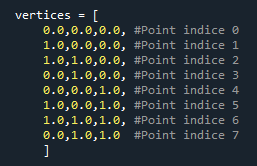 vertices = [
0.0,0.0,0.0, #Point indice 0
1.0,0.0,0.0, #Point indice 1
1.0,1.0,0.0, #Point indice 2
0.0,1.0,0.0, #Point indice 3
0.0,0.0,1.0, #Point indice 4
1.0,0.0,1.0, #Point indice 5
1.0,1.0,1.0, #Point indice 6
0.0,1.0,1.0 #Point indice 7
]